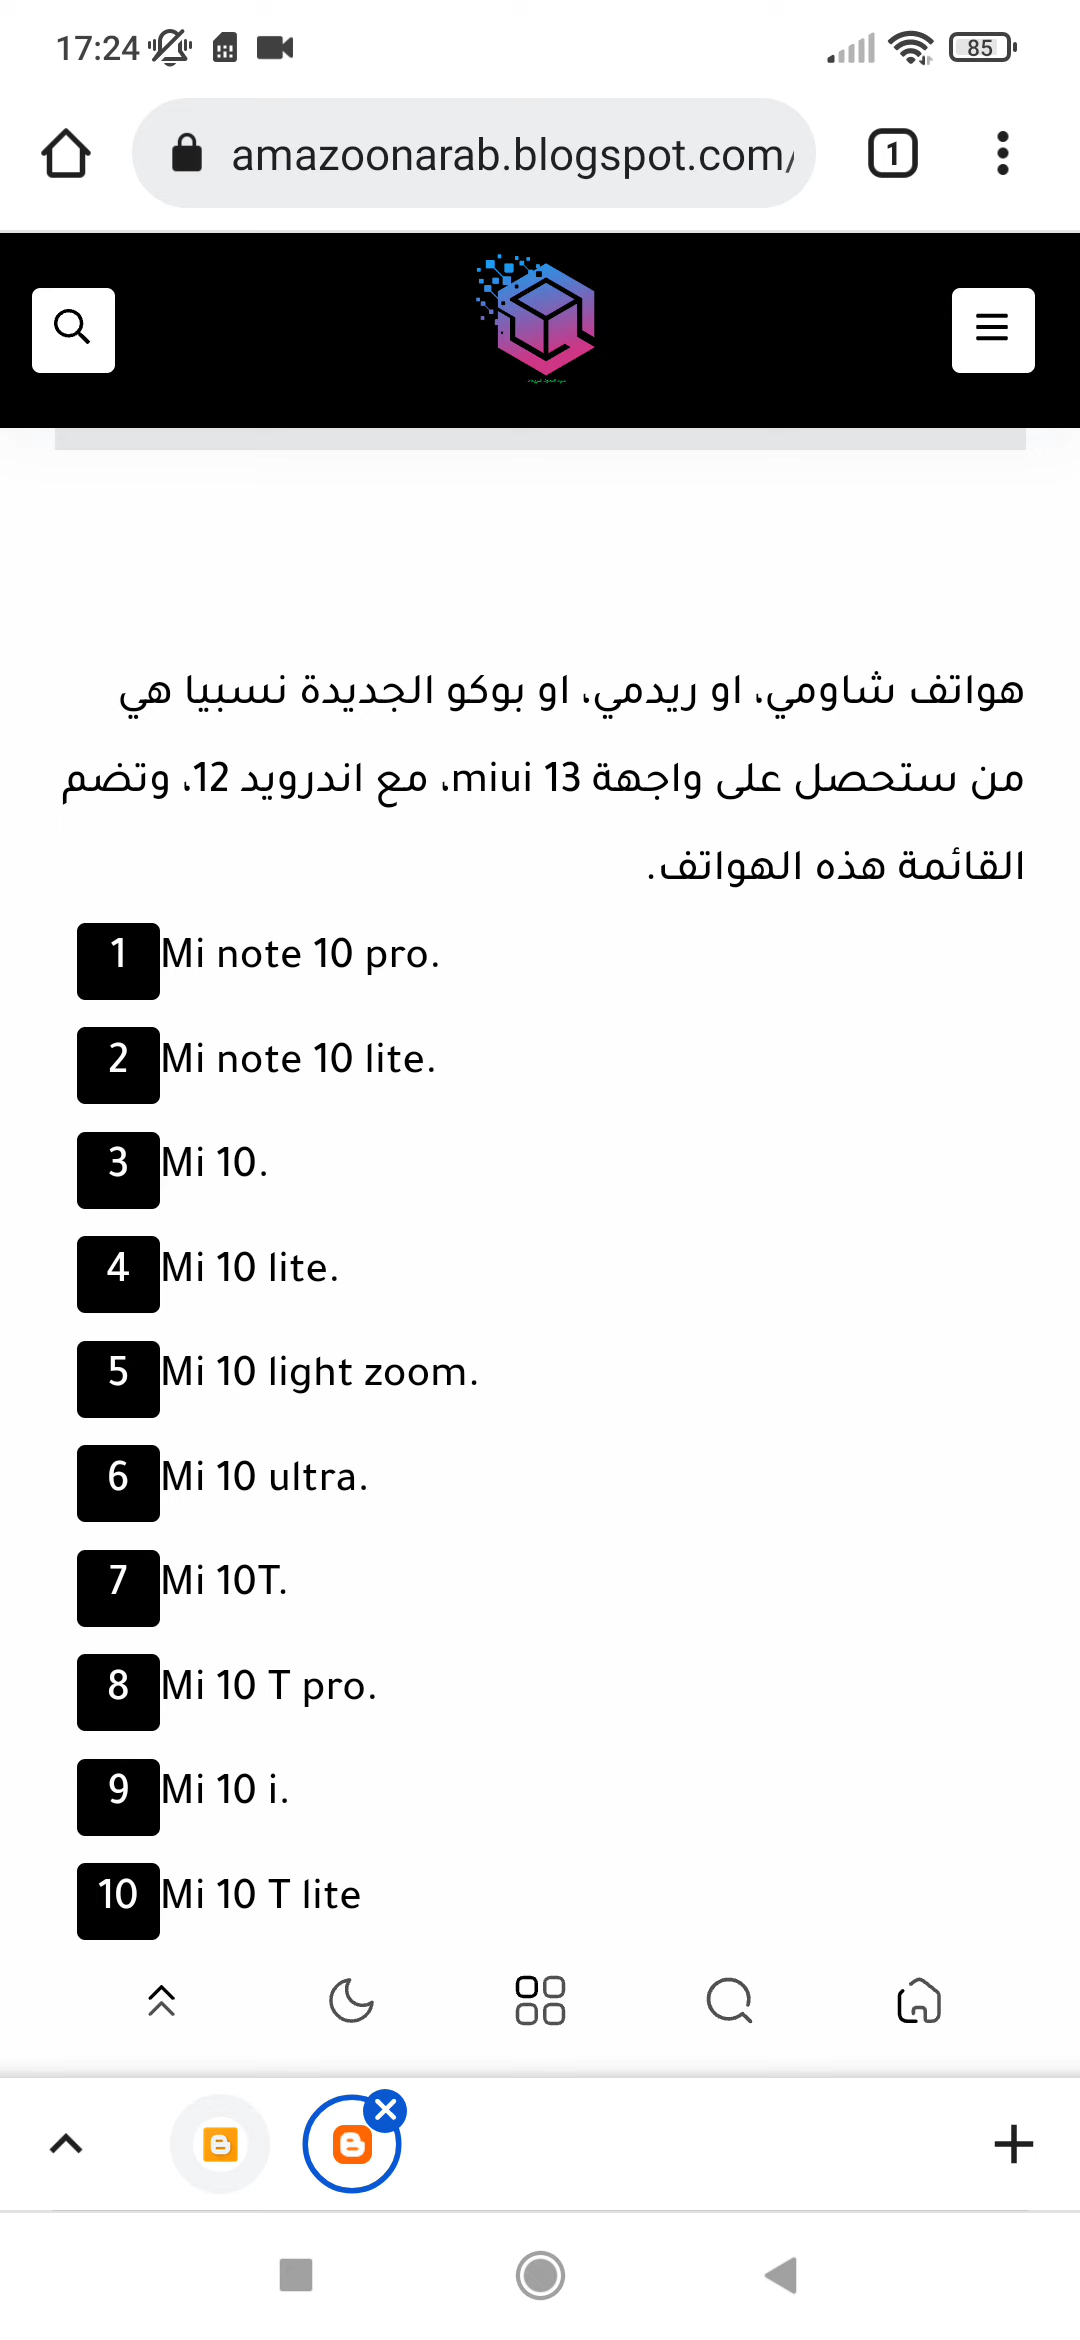 17:24
85
amazoonarab.blogspot.com/
1
هواتف شاومي، او ريدمي، او بوكو الجديدة نسبيا هي
من ستحصل على واجهة miui 13، مع اندرويد 12، وتضم
القائمة هذه الهواتف.
1 Mi note 10 pro.
2 Mi note 10 lite.
3 Mi 10.
4 Mi 10 lite.
5 Mi 10 light zoom.
6 Mi 10 ultra.
7 Mi 10T.
8 Mi 10 T pro.
9 Mi 10 i.
10 Mi 10 T lite